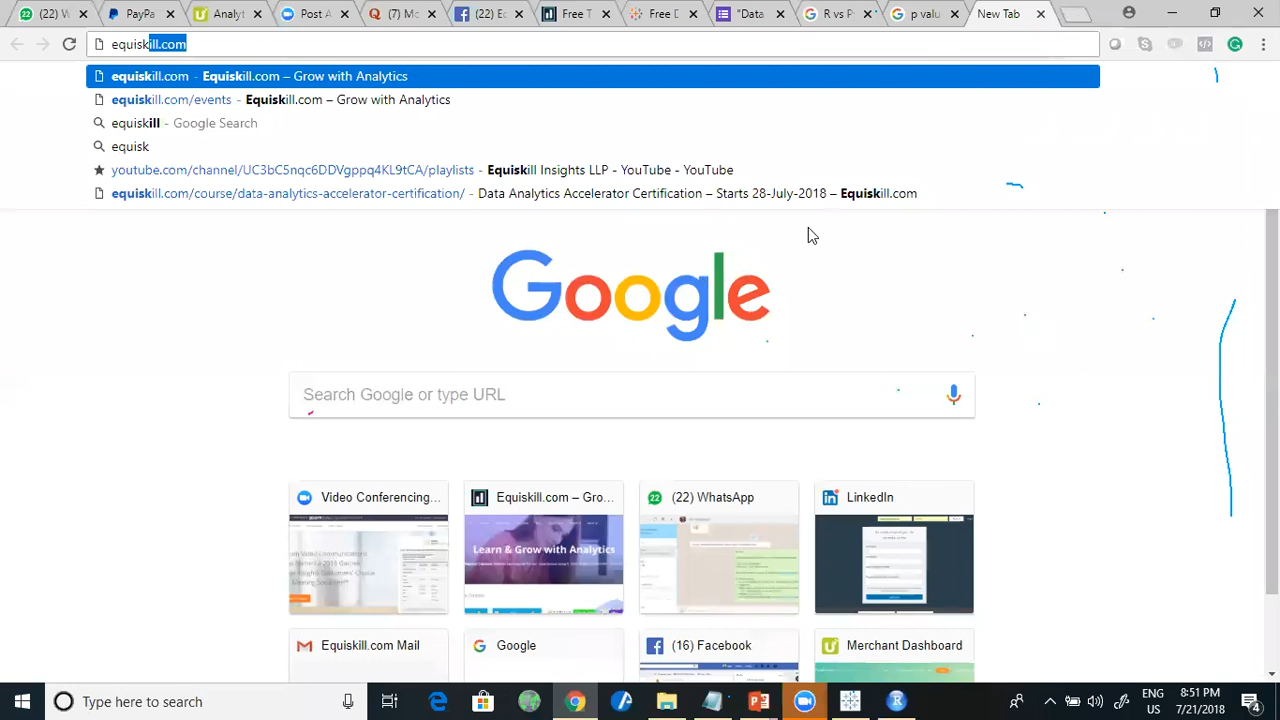 (22) W
PayPa
Analyt
Post A
(7) Mc
(22) Ec
Free T
Free D
"Data
R vs P
p valu
New Tab
equiskill.com
equiskill.com - Equiskill.com – Grow with Analytics
equiskill.com/events - Equiskill.com – Grow with Analytics
equiskill - Google Search
equisk
youtube.com/channel/UC3bC5nqc6DDVgppq4KL9tCA/playlists - Equiskill Insights LLP - YouTube - YouTube
equiskill.com/course/data-analytics-accelerator-certification/ - Data Analytics Accelerator Certification – Starts 28-July-2018 – Equiskill.com
Google
Search Google or type URL
Video Conferencing...
Equiskill.com – Gro...
(22) WhatsApp
LinkedIn
Learn & Grow with Analytics
Equiskill.com Mail
Google
(16) Facebook
Merchant Dashboard
Type here to search
ENG
US
8:51 PM
7/21/2018
4